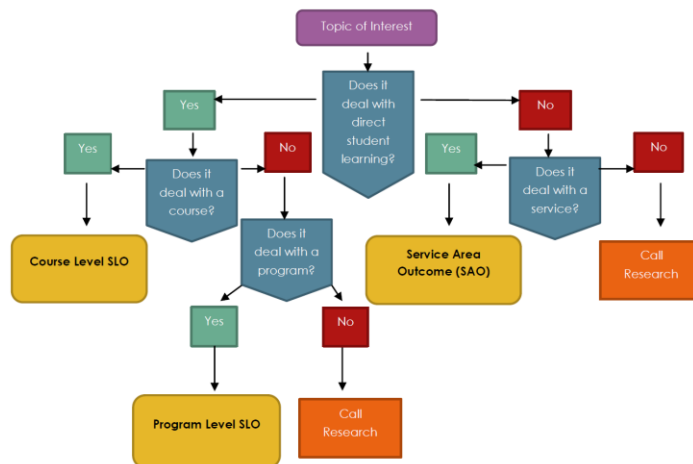 Topic of Interest
Does it
deal with
direct
student
learning?
Yes
No
Yes
No
Yes
No
Does it
deal with a
course?
Does it
deal with a
service?
Does it
deal with a
program?
Course Level SLO
Service Area
Outcome (SAO)
Call
Research
Yes
No
Program Level SLO
Call
Research